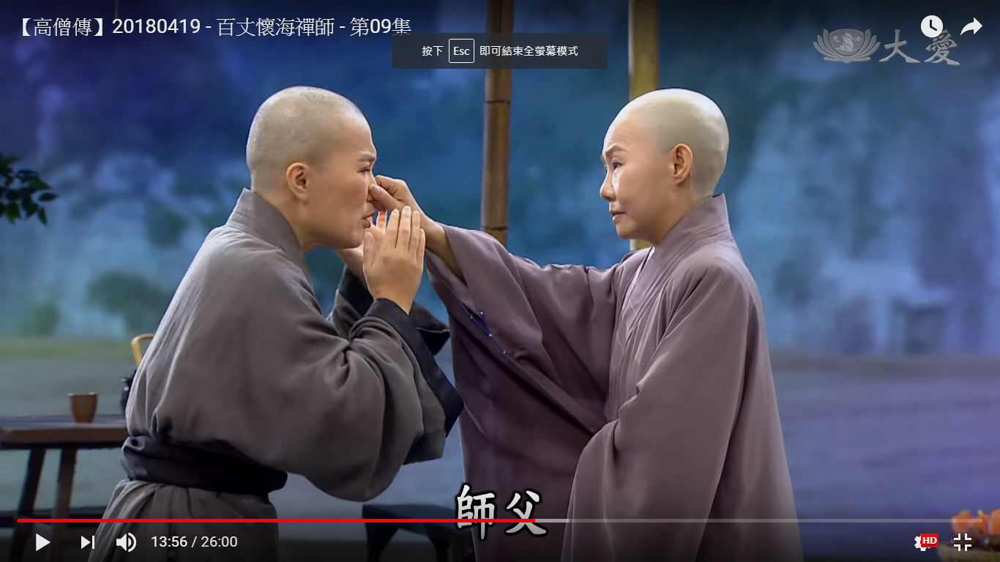 【高僧傳】20180419 - 百丈懷海禪師 - 第09集
按下 Esc 即可結束全螢幕模式
大愛
師父
13:56 / 26:00
HD